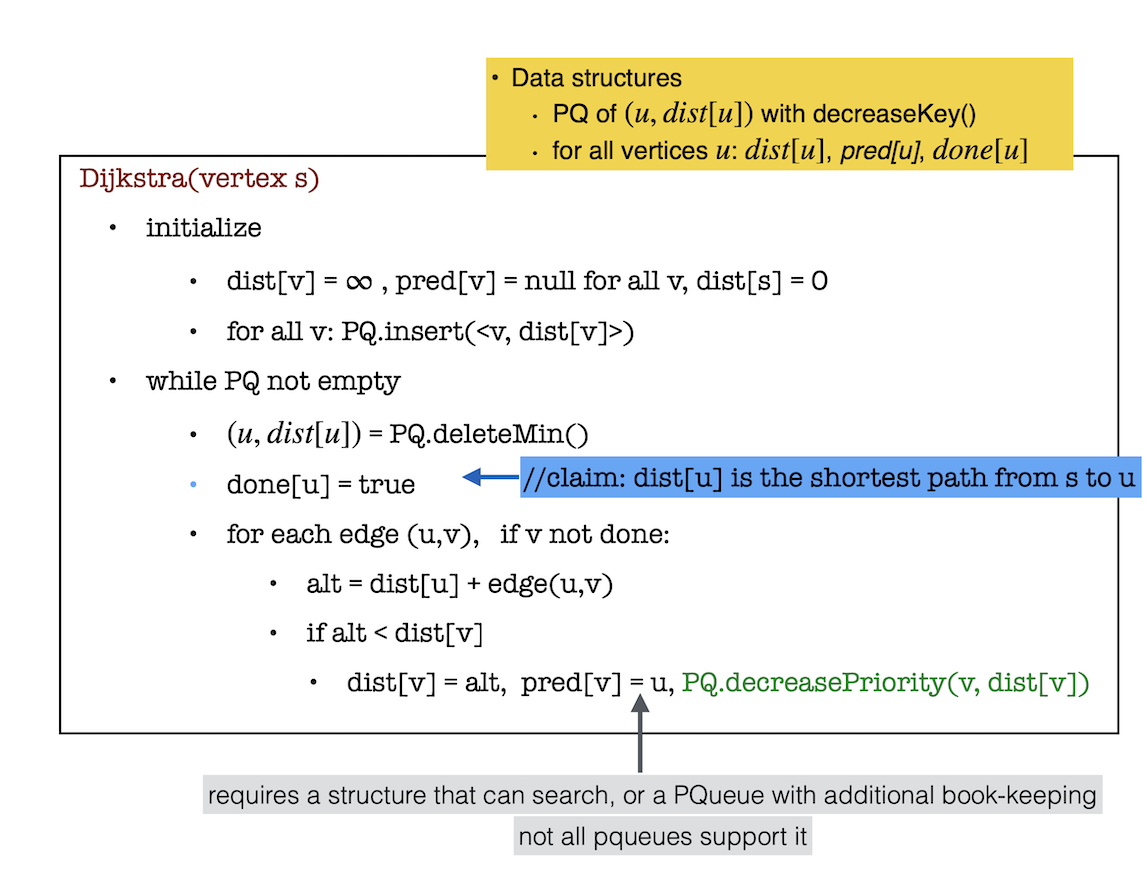 • Data structures
• PQ of (u, dist[u]) with decreaseKey()
• for all vertices u: dist[u], pred[u], done[u]
Dijkstra(vertex s)
• initialize
• dist[v] = ∞ , pred[v] = null for all v, dist[s] = 0
• for all v: PQ.insert(<v, dist[v]>)
• while PQ not empty
• (u, dist[u]) = PQ.deleteMin()
• done[u] = true //claim: dist[u] is the shortest path from s to u
• for each edge (u,v), if v not done:
• alt = dist[u] + edge(u,v)
• if alt < dist[v]
• dist[v] = alt, pred[v] = u, PQ.decreasePriority(v, dist[v])
requires a structure that can search, or a PQueue with additional book-keeping
not all pqueues support it